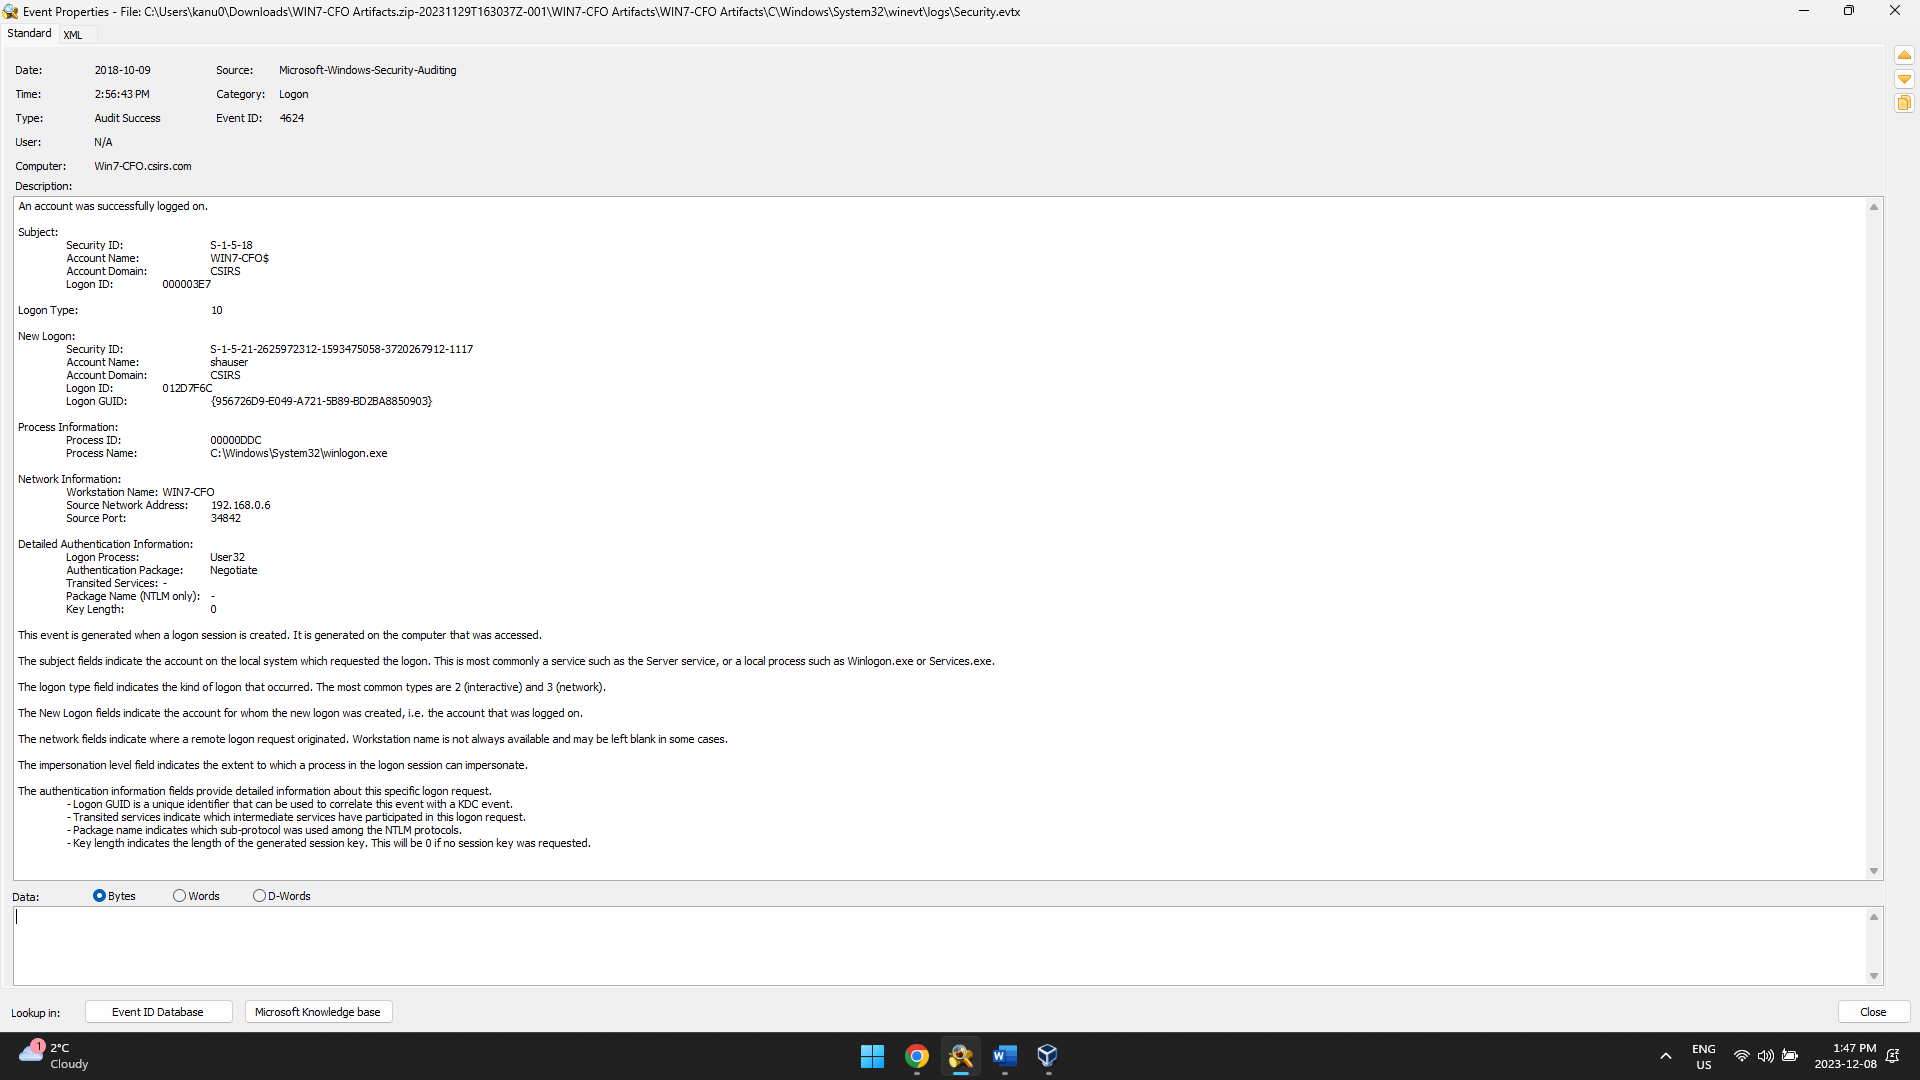 Event Properties - File: C:\Users\kanu0\Downloads\WIN7-CFO Artifacts.zip-20231129T163037Z-001\WIN7-CFO Artifacts\WIN7-CFO Artifacts\C\Windows\System32\winevt\logs\Security.evtx
Standard XML
Date: 2018-10-09 Source: Microsoft-Windows-Security-Auditing
Time: 2:56:43 PM Category: Logon
Type: Audit Success Event ID: 4624
User: N/A
Computer: Win7-CFO.csirs.com
Description:
An account was successfully logged on.
Subject:
Security ID: S-1-5-18
Account Name: WIN7-CFO$
Account Domain: CSIRS
Logon ID: 000003E7
Logon Type: 10
New Logon:
Security ID: S-1-5-21-2625972312-1593475058-3720267912-1117
Account Name: shauser
Account Domain: CSIRS
Logon ID: 012D7F6C
Logon GUID: {956726D9-E049-A721-5B89-BD2BA8850903}
Process Information:
Process ID: 00000DDC
Process Name: C:\Windows\System32\winlogon.exe
Network Information:
Workstation Name: WIN7-CFO
Source Network Address: 192.168.0.6
Source Port: 34842
Detailed Authentication Information:
Logon Process: User32
Authentication Package: Negotiate
Transited Services: -
Package Name (NTLM only): -
Key Length: 0
This event is generated when a logon session is created. It is generated on the computer that was accessed.
The subject fields indicate the account on the local system which requested the logon. This is most commonly a service such as the Server service, or a local process such as Winlogon.exe or Services.exe.
The logon type field indicates the kind of logon that occurred. The most common types are 2 (interactive) and 3 (network).
The New Logon fields indicate the account for whom the new logon was created, i.e. the account that was logged on.
The network fields indicate where a remote logon request originated. Workstation name is not always available and may be left blank in some cases.
The impersonation level field indicates the extent to which a process in the logon session can impersonate.
The authentication information fields provide detailed information about this specific logon request.
- Logon GUID is a unique identifier that can be used to correlate this event with a KDC event.
- Transited services indicate which intermediate services have participated in this logon request.
- Package name indicates which sub-protocol was used among the NTLM protocols.
- Key length indicates the length of the generated session key. This will be 0 if no session key was requested.
Data: Bytes Words D-Words
Lookup in: Event ID Database Microsoft Knowledge base Close
1 2°C
Cloudy
W
ENG
US
1:47 PM
2023-12-08